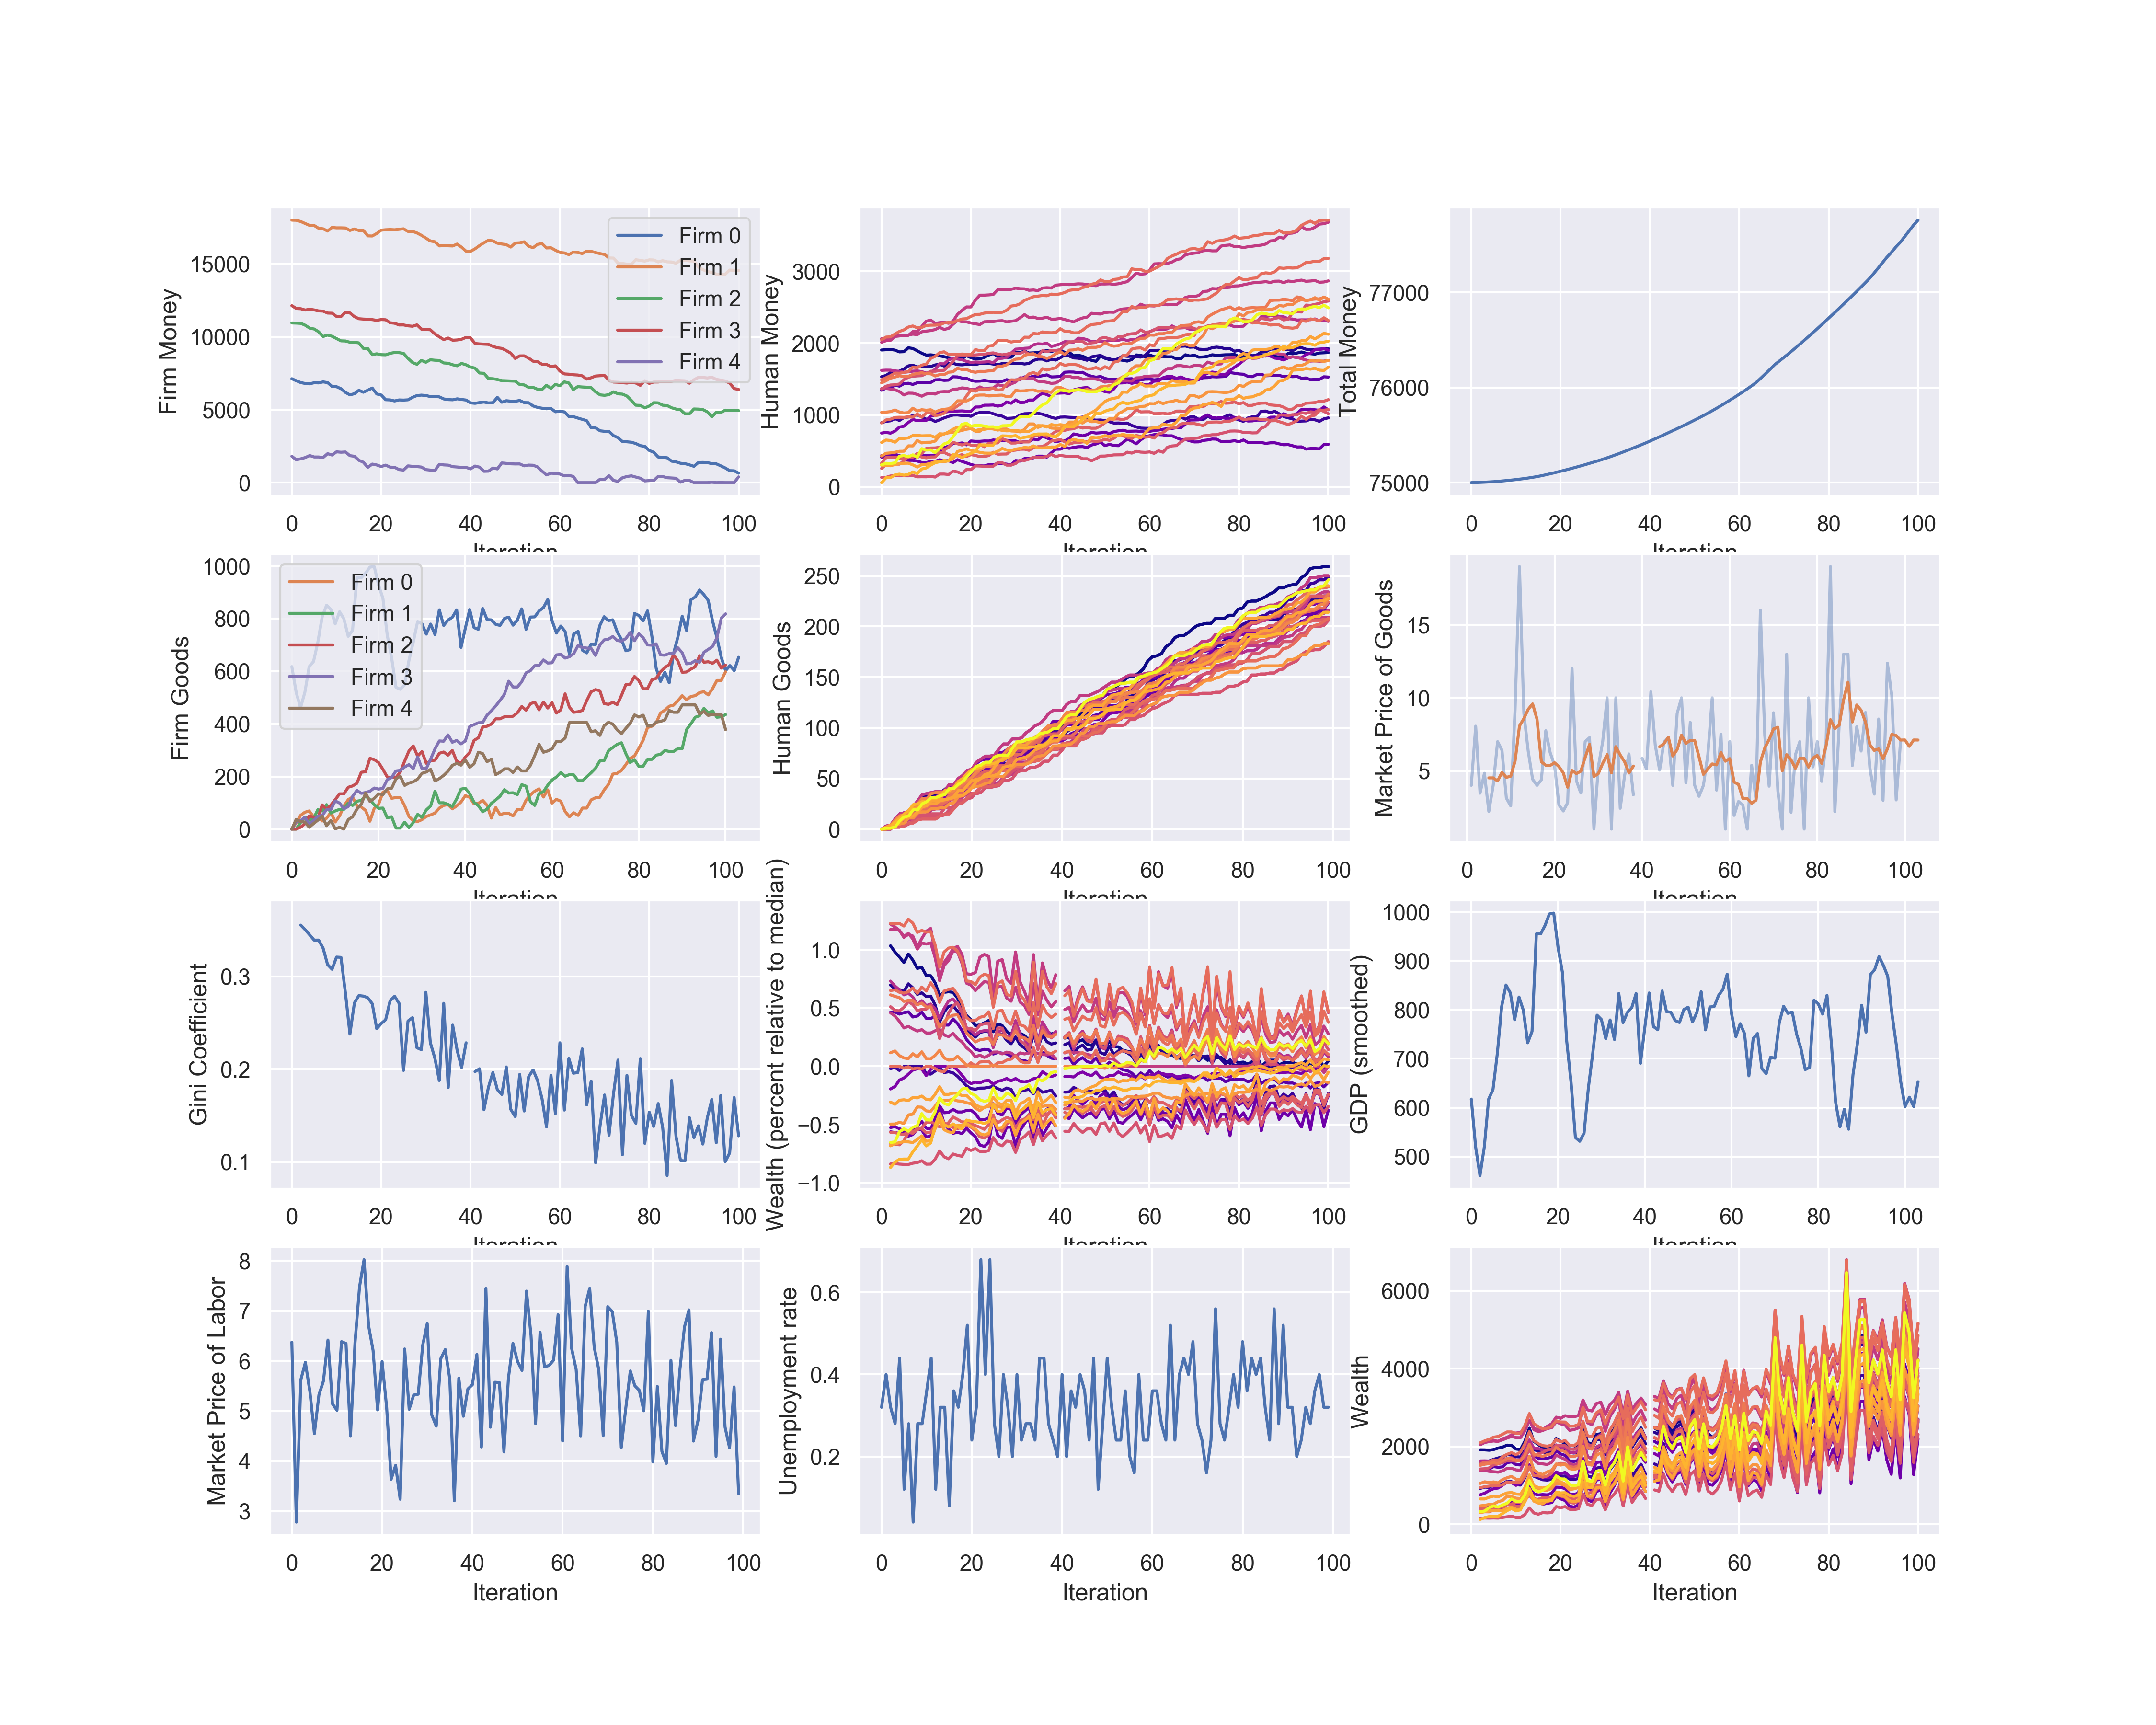 Firm Money
15000
10000
5000
0
Firm 0
Firm 1
Firm 2
Firm 3
Firm 4
0 20 40 60 80 100
Iteration
Human Money
3000
2000
1000
0
0 20 40 60 80 100
Iteration
Total Money
77000
76000
75000
0 20 40 60 80 100
Iteration
Firm Goods
1000
800
600
400
200
0
Firm 0
Firm 1
Firm 2
Firm 3
Firm 4
0 20 40 60 80 100
Iteration
Human Goods
250
200
150
100
50
0
0 20 40 60 80 100
Iteration
Market Price of Goods
15
10
5
0 20 40 60 80 100
Iteration
Gini Coefficient
0.3
0.2
0.1
0 20 40 60 80 100
Iteration
Wealth (percent relative to median)
1.0
0.5
0.0
−0.5
−1.0
0 20 40 60 80 100
Iteration
GDP (smoothed)
1000
900
800
700
600
500
0 20 40 60 80 100
Iteration
Market Price of Labor
8
7
6
5
4
3
0 20 40 60 80 100
Iteration
Unemployment rate
0.6
0.4
0.2
0 20 40 60 80 100
Iteration
Wealth
6000
4000
2000
0
0 20 40 60 80 100
Iteration